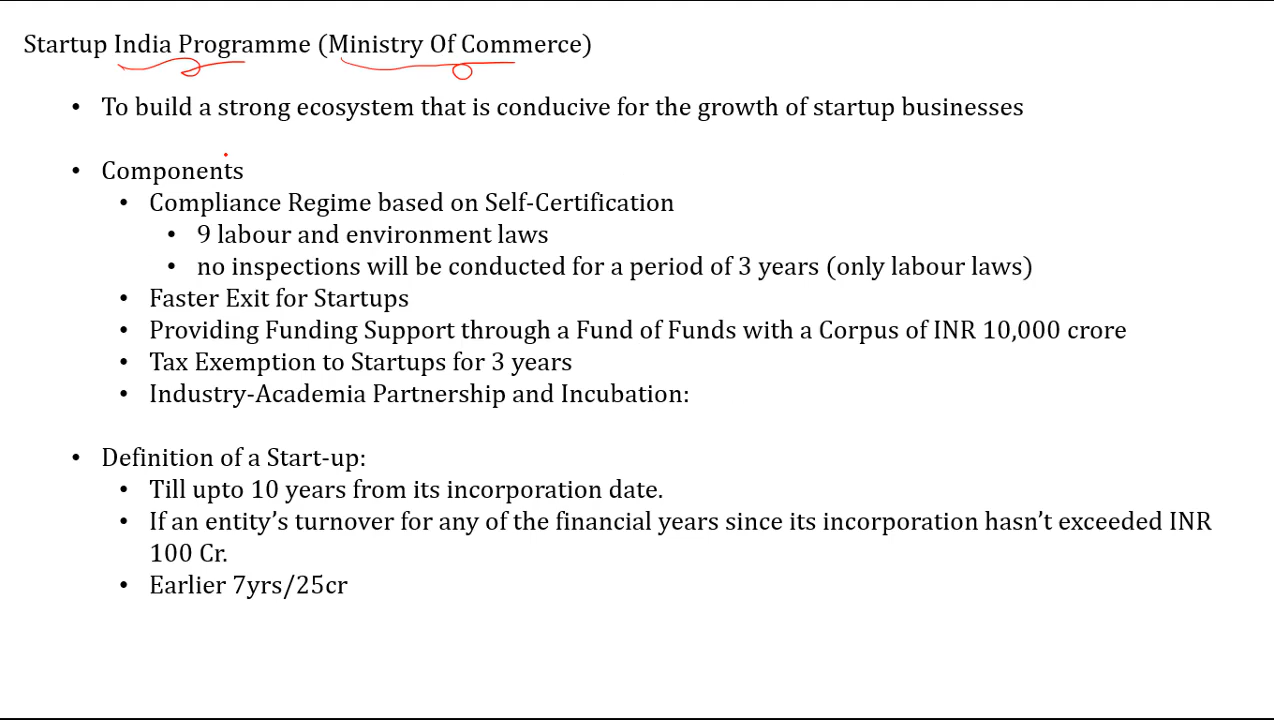 Startup India Programme (Ministry Of Commerce)
• To build a strong ecosystem that is conducive for the growth of startup businesses
• Components
• Compliance Regime based on Self-Certification
• 9 labour and environment laws
• no inspections will be conducted for a period of 3 years (only labour laws)
• Faster Exit for Startups
• Providing Funding Support through a Fund of Funds with a Corpus of INR 10,000 crore
• Tax Exemption to Startups for 3 years
• Industry-Academia Partnership and Incubation:
• Definition of a Start-up:
• Till upto 10 years from its incorporation date.
• If an entity’s turnover for any of the financial years since its incorporation hasn’t exceeded INR
100 Cr.
• Earlier 7yrs/25cr